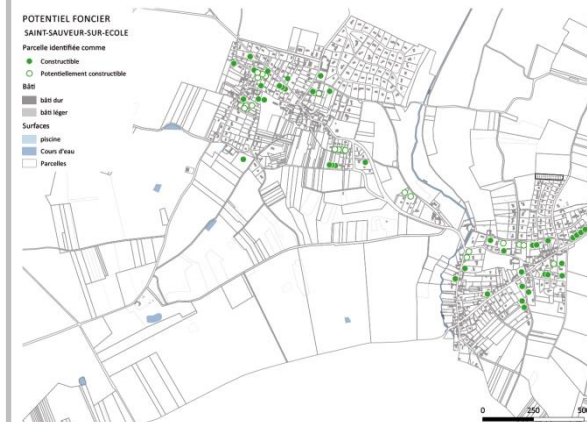 POTENTIEL FONCIER
SAINT-SAUVEUR-SUR-ECOLE
Parcelle identifiée comme
Constructible
Potentiellement constructible
Bâti
bâti dur
bâti léger
Surfaces
piscine
Cours d'eau
Parcelles
0 250